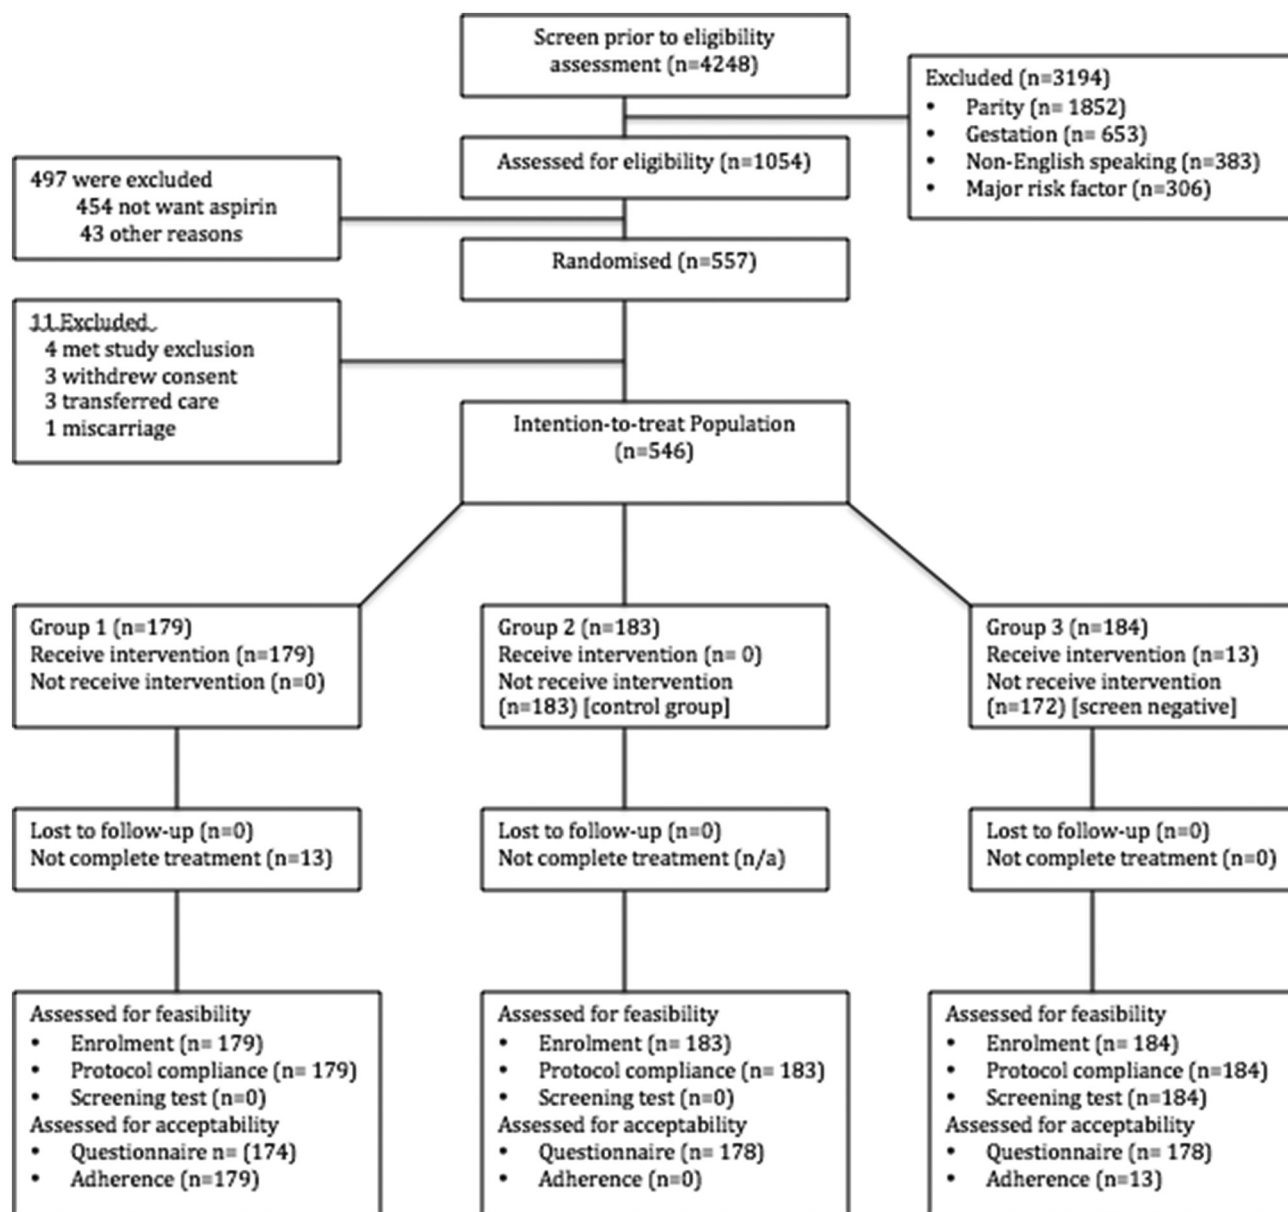 Screen prior to eligibility
assessment (n=4248)
Excluded (n=3194)
• Parity (n= 1852)
• Gestation (n= 653)
• Non-English speaking (n=383)
• Major risk factor (n=306)
Assessed for eligibility (n=1054)
497 were excluded
454 not want aspirin
43 other reasons
Randomised (n=557)
11 Excluded
4 met study exclusion
3 withdrew consent
3 transferred care
1 miscarriage
Intention-to-treat Population
(n=546)
Group 1 (n=179)
Receive intervention (n=179)
Not receive intervention (n=0)
Group 2 (n=183)
Receive intervention (n= 0)
Not receive intervention
(n=183) [control group]
Group 3 (n=184)
Receive intervention (n=13)
Not receive intervention
(n=172) [screen negative]
Lost to follow-up (n=0)
Not complete treatment (n=13)
Lost to follow-up (n=0)
Not complete treatment (n/a)
Lost to follow-up (n=0)
Not complete treatment (n=0)
Assessed for feasibility
• Enrolment (n= 179)
• Protocol compliance (n= 179)
• Screening test (n=0)
Assessed for acceptability
• Questionnaire n= (174)
• Adherence (n=179)
Assessed for feasibility
• Enrolment (n= 183)
• Protocol compliance (n= 183)
• Screening test (n=0)
Assessed for acceptability
• Questionnaire (n= 178)
• Adherence (n=0)
Assessed for feasibility
• Enrolment (n= 184)
• Protocol compliance (n=184)
• Screening test (n=184)
Assessed for acceptability
• Questionnaire (n= 178)
• Adherence (n=13)